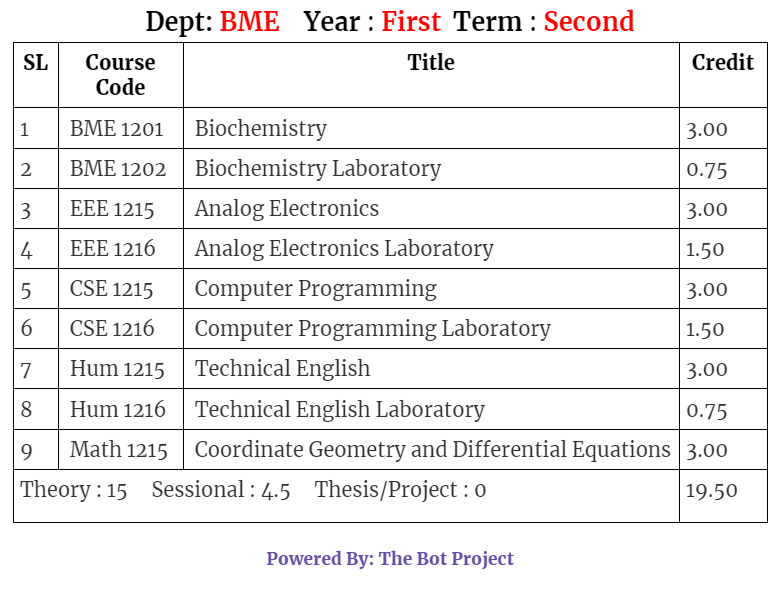 Dept: BME Year : First Term : Second
SL Course Code Title Credit
1 BME 1201 Biochemistry 3.00
2 BME 1202 Biochemistry Laboratory 0.75
3 EEE 1215 Analog Electronics 3.00
4 EEE 1216 Analog Electronics Laboratory 1.50
5 CSE 1215 Computer Programming 3.00
6 CSE 1216 Computer Programming Laboratory 1.50
7 Hum 1215 Technical English 3.00
8 Hum 1216 Technical English Laboratory 0.75
9 Math 1215 Coordinate Geometry and Differential Equations 3.00
Theory : 15 Sessional : 4.5 Thesis/Project : 0 19.50
Powered By: The Bot Project